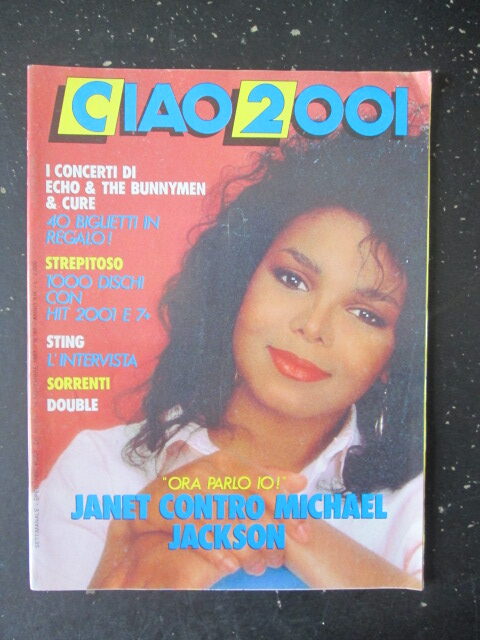 CIAO 2001
I CONCERTI DI
ECHO & THE BUNNYMEN
& CURE
40 BIGLIETTI IN
REGALO!
STREPITOSO
1000 DISCHI
CON
HIT 2001 E 7+
STING
L'INTERVISTA
SORRENTI
DOUBLE
"ORA PARLO IO!"
JANET CONTRO MICHAEL
JACKSON
SETTIMANALE